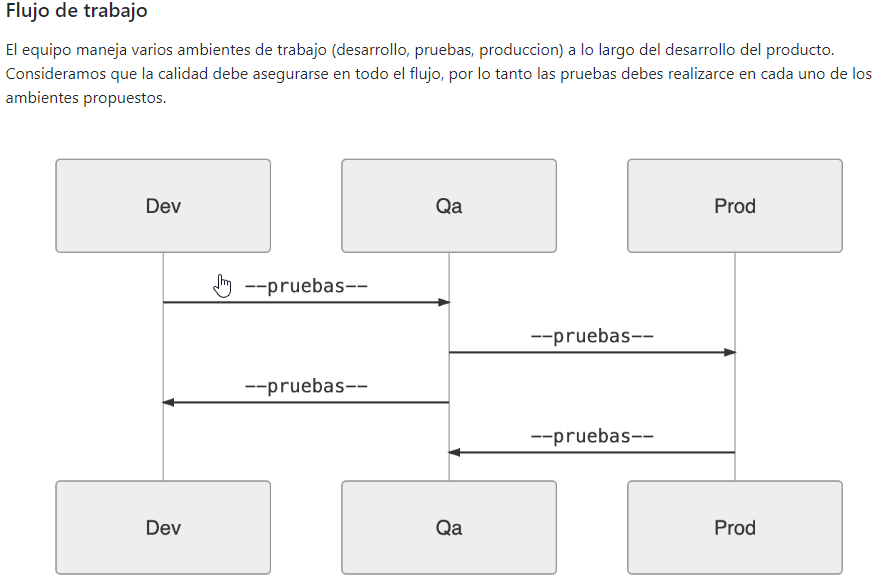 Flujo de trabajo
El equipo maneja varios ambientes de trabajo (desarrollo, pruebas, produccion) a lo largo del desarrollo del producto.
Consideramos que la calidad debe asegurarse en todo el flujo, por lo tanto las pruebas debes realizarce en cada uno de los
ambientes propuestos.
Dev Qa Prod
--pruebas--
--pruebas--
--pruebas--
--pruebas--
Dev Qa Prod